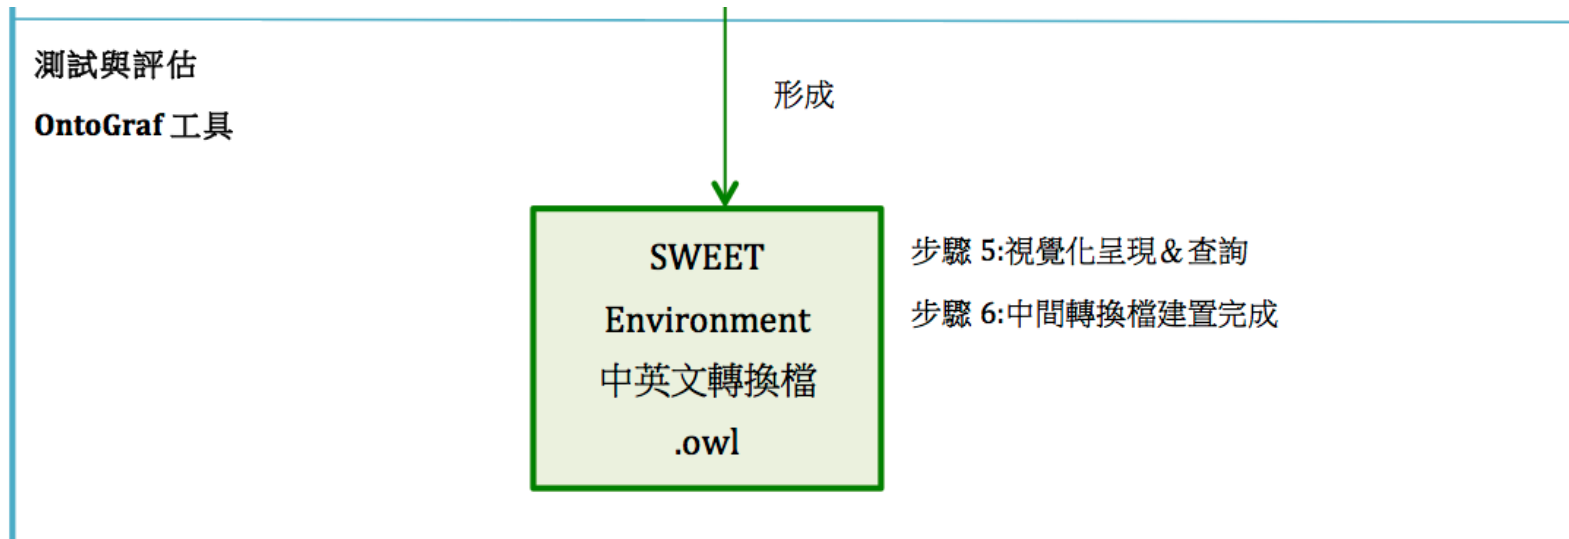 測試與評估
OntoGraf 工具
形成
SWEET
Environment
中英文轉換檔
.owl
步驟 5:視覺化呈現＆查詢
步驟 6:中間轉換檔建置完成